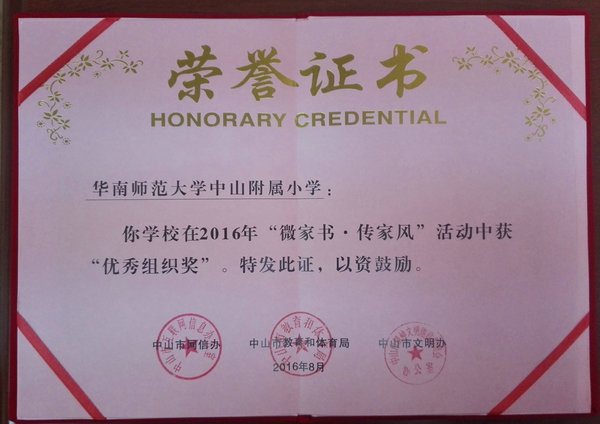 荣誉证书
HONORARY CREDENTIAL
华南师范大学中山附属小学：
你学校在2016年“微家书·传家风”活动中获
“优秀组织奖”。特发此证，以资鼓励。
中山市网信办 中山市教育和体育局 中山市文明办
2016年8月